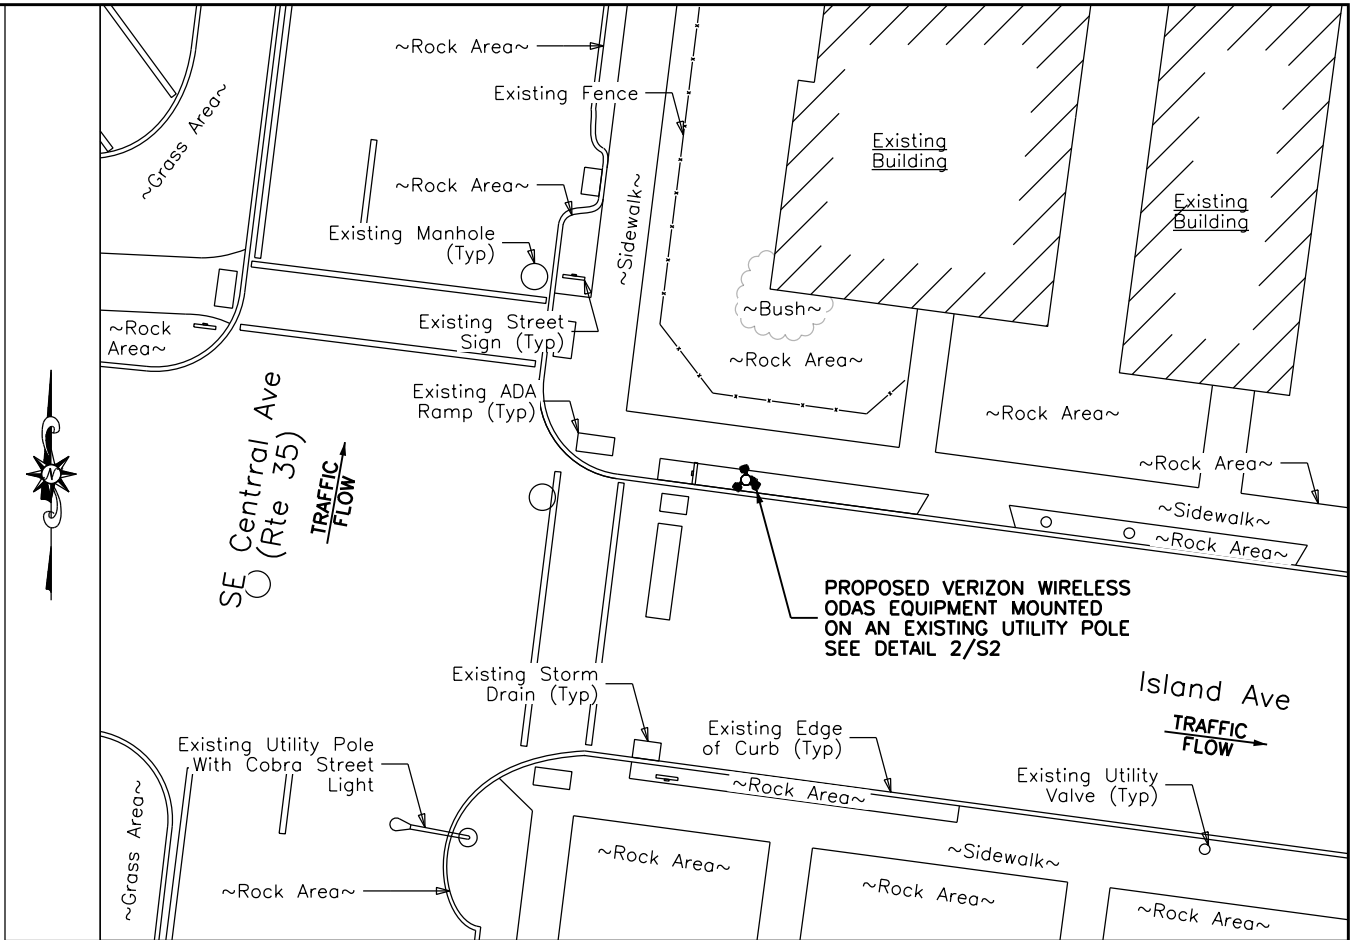 ~Rock Area~
Existing Fence
~Grass Area~
Existing
Building
~Rock Area~
~Sidewalk~
Existing
Building
Existing Manhole
(Typ)
~Bush~
~Rock
Area~
Existing Street
Sign (Typ)
~Rock Area~
Existing ADA
Ramp (Typ)
~Rock Area~
SE Centrral Ave
(Rte 35)
TRAFFIC
FLOW
N
~Rock Area~
~Sidewalk~
~Rock Area~
PROPOSED VERIZON WIRELESS
ODAS EQUIPMENT MOUNTED
ON AN EXISTING UTILITY POLE
SEE DETAIL 2/S2
Existing Storm
Drain (Typ)
Island Ave
TRAFFIC
FLOW
Existing Edge
of Curb (Typ)
Existing Utility Pole
With Cobra Street
Light
Existing Utility
Valve (Typ)
~Rock Area~
~Grass Area~
~Rock Area~
~Sidewalk~
~Rock Area~
~Rock Area~
~Rock Area~